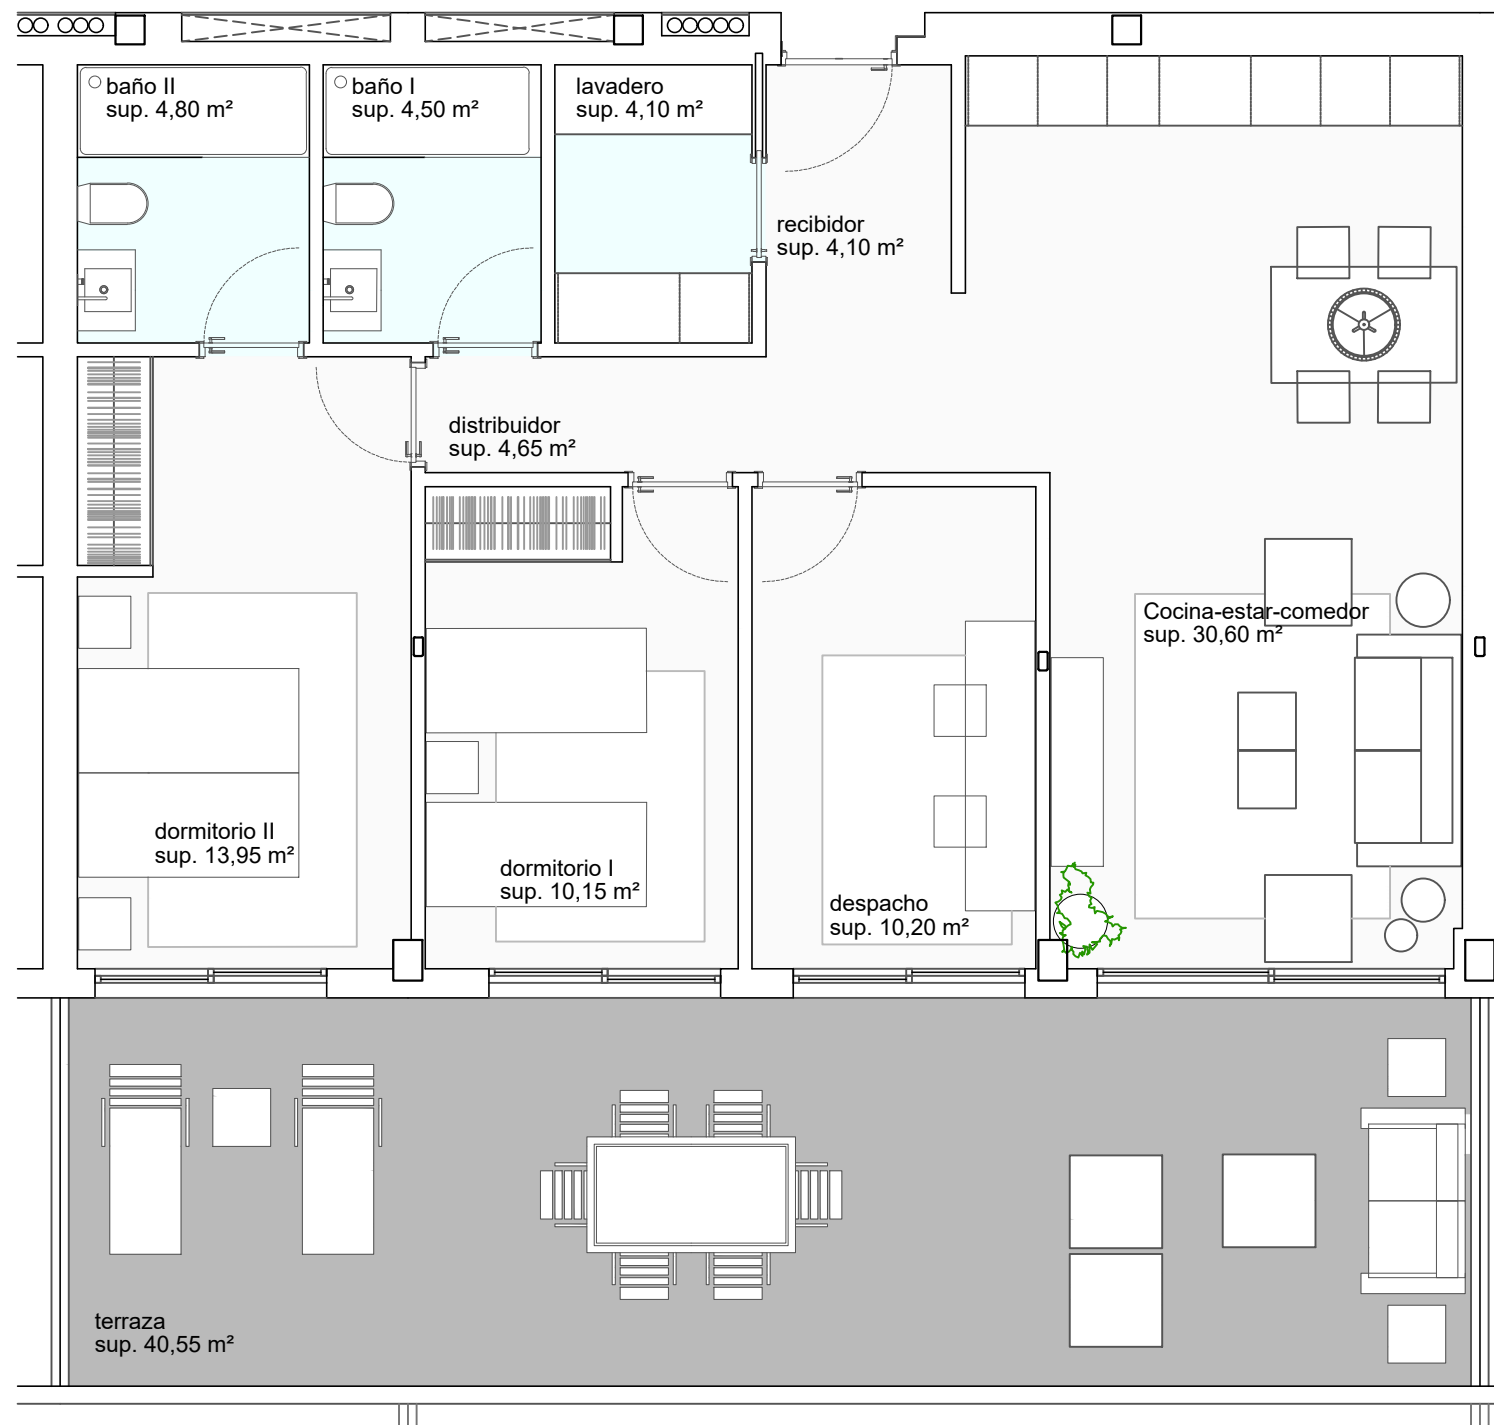 baño II
sup. 4,80 m²
baño I
sup. 4,50 m²
lavadero
sup. 4,10 m²
recibidor
sup. 4,10 m²
distribuidor
sup. 4,65 m²
Cocina-estar-comedor
sup. 30,60 m²
dormitorio II
sup. 13,95 m²
dormitorio I
sup. 10,15 m²
despacho
sup. 10,20 m²
terraza
sup. 40,55 m²